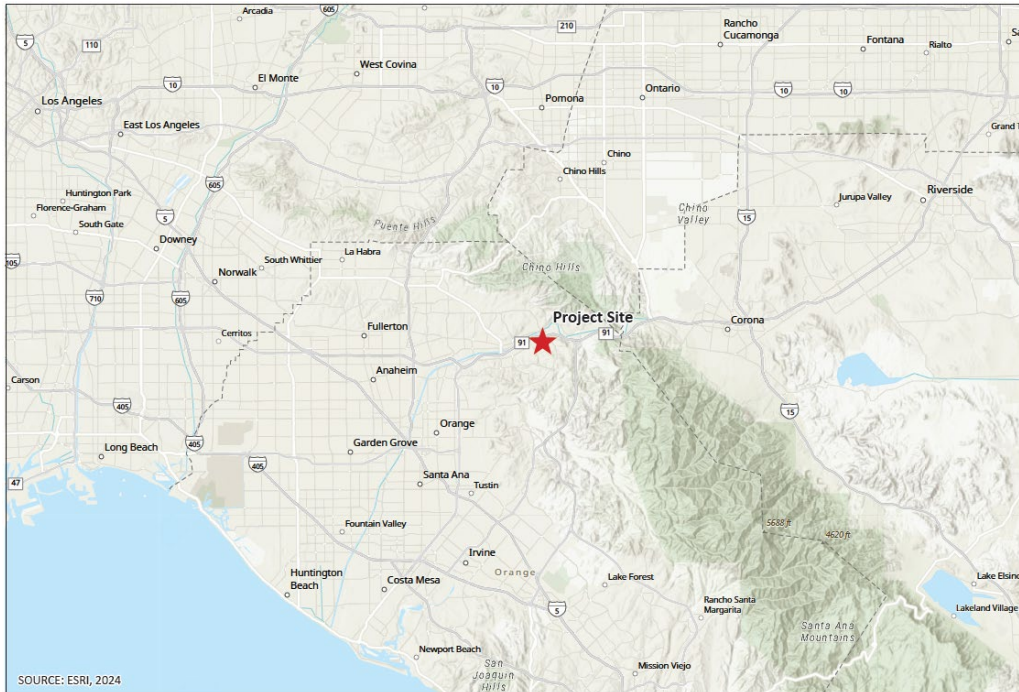 Arcadia
605
5
110
210
Rancho
Cucamonga
Fontana
Rialto
West Covina
10
El Monte
10
10
10
Los Angeles
Pomona
Ontario
East Los Angeles
605
Chino
Chino Hills
Grand
Huntington Park
Florence-Graham
5
South Gate
Puente Hills
Chino
Valley
15
Jurupa Valley
Riverside
Downey
105
La Habra
South Whittier
Norwalk
Chino Hills
710
605
Project Site
Fullerton
Cerritos
91
91
Corona
Anaheim
Carson
405
15
Orange
Long Beach
405
Garden Grove
405
47
Santa Ana
Tustin
Fountain Valley
5688 ft
4620 ft
Irvine
Orange
Huntington
Beach
Costa Mesa
Lake Forest
5
Rancho Santa
Margarita
Lake Elsin
Lakeland Village
Santa Ana
Mountains
Newport Beach
San
Joaquin
Hills
Mission Viejo
SOURCE: ESRI, 2024